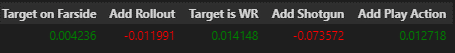 Target on Farside Add Rollout Target is WR Add Shotgun Add Play Action
0.004236 -0.011991 0.014148 -0.073572 0.012718